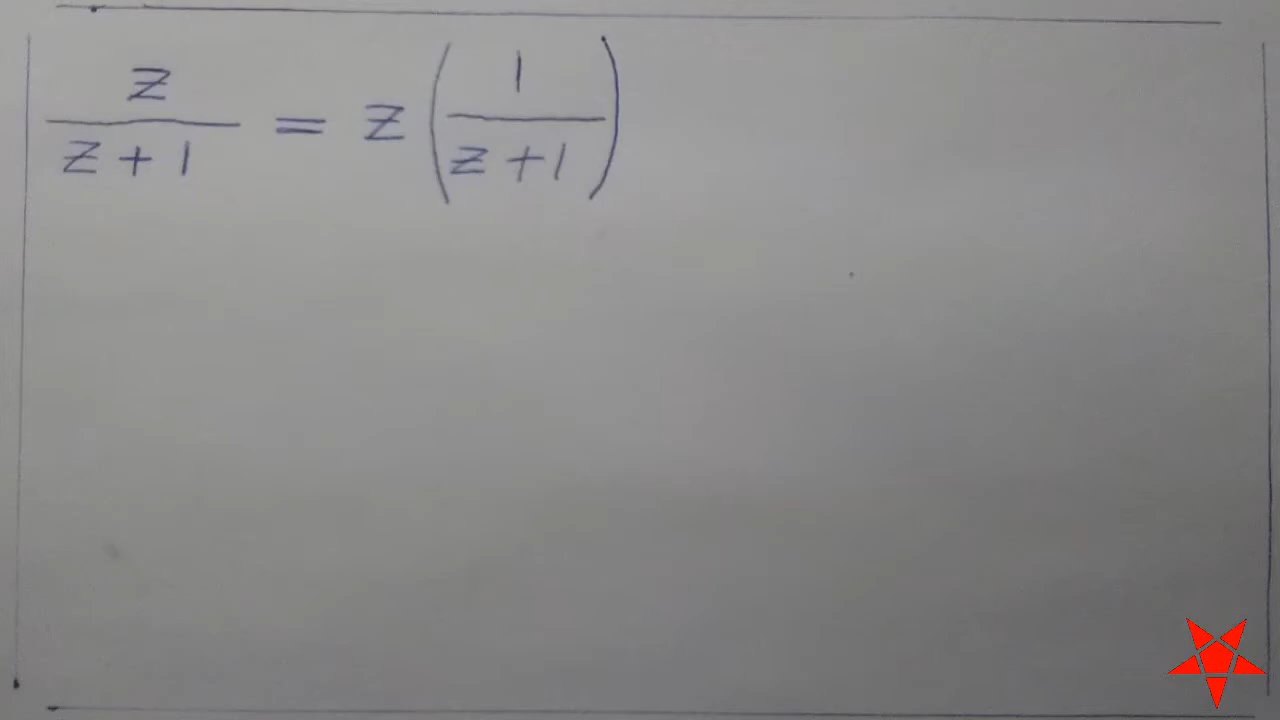 z/(z+1) = z(1/(z+1))